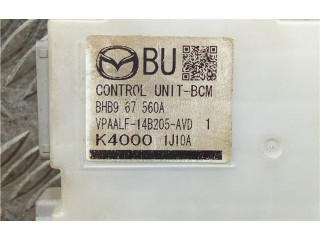 BU
CONTROL UNIT-BCM
BHB9 67 560A
VPAALF-14B205-AVD 1
K4000 1J10A